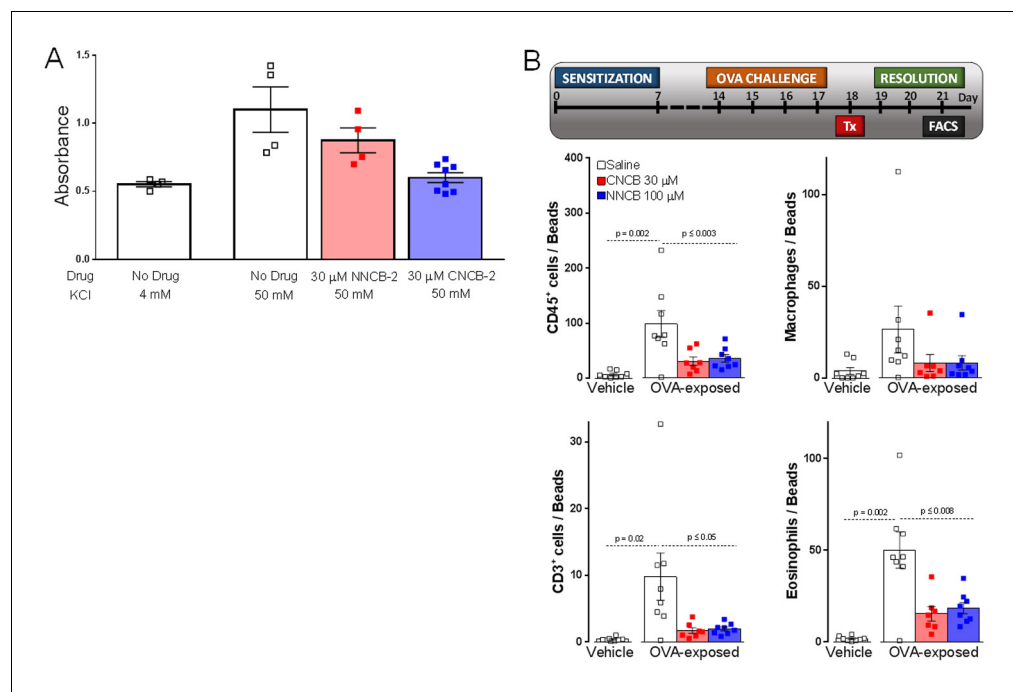 A
1.5
1.0
0.5
0.0
Absorbance
Drug
KCl
No Drug
4 mM
No Drug
50 mM
30 µM NNCB-2
50 mM
30 µM CNCB-2
50 mM
B
SENSITIZATION
OVA CHALLENGE
RESOLUTION
0
7
14
15
16
17
18
19
20
21
Day
Tx
FACS
400
300
200
100
0
CD45+ cells / Beads
Saline
CNCB 30 µM
NNCB 100 µM
p = 0.002
p ≤ 0.003
Vehicle
OVA-exposed
100
50
0
Macrophages / Beads
Vehicle
OVA-exposed
30
20
10
0
CD3+ cells / Beads
p = 0.02
p ≤ 0.05
Vehicle
OVA-exposed
100
50
0
Eosinophils / Beads
p = 0.002
p ≤ 0.008
Vehicle
OVA-exposed